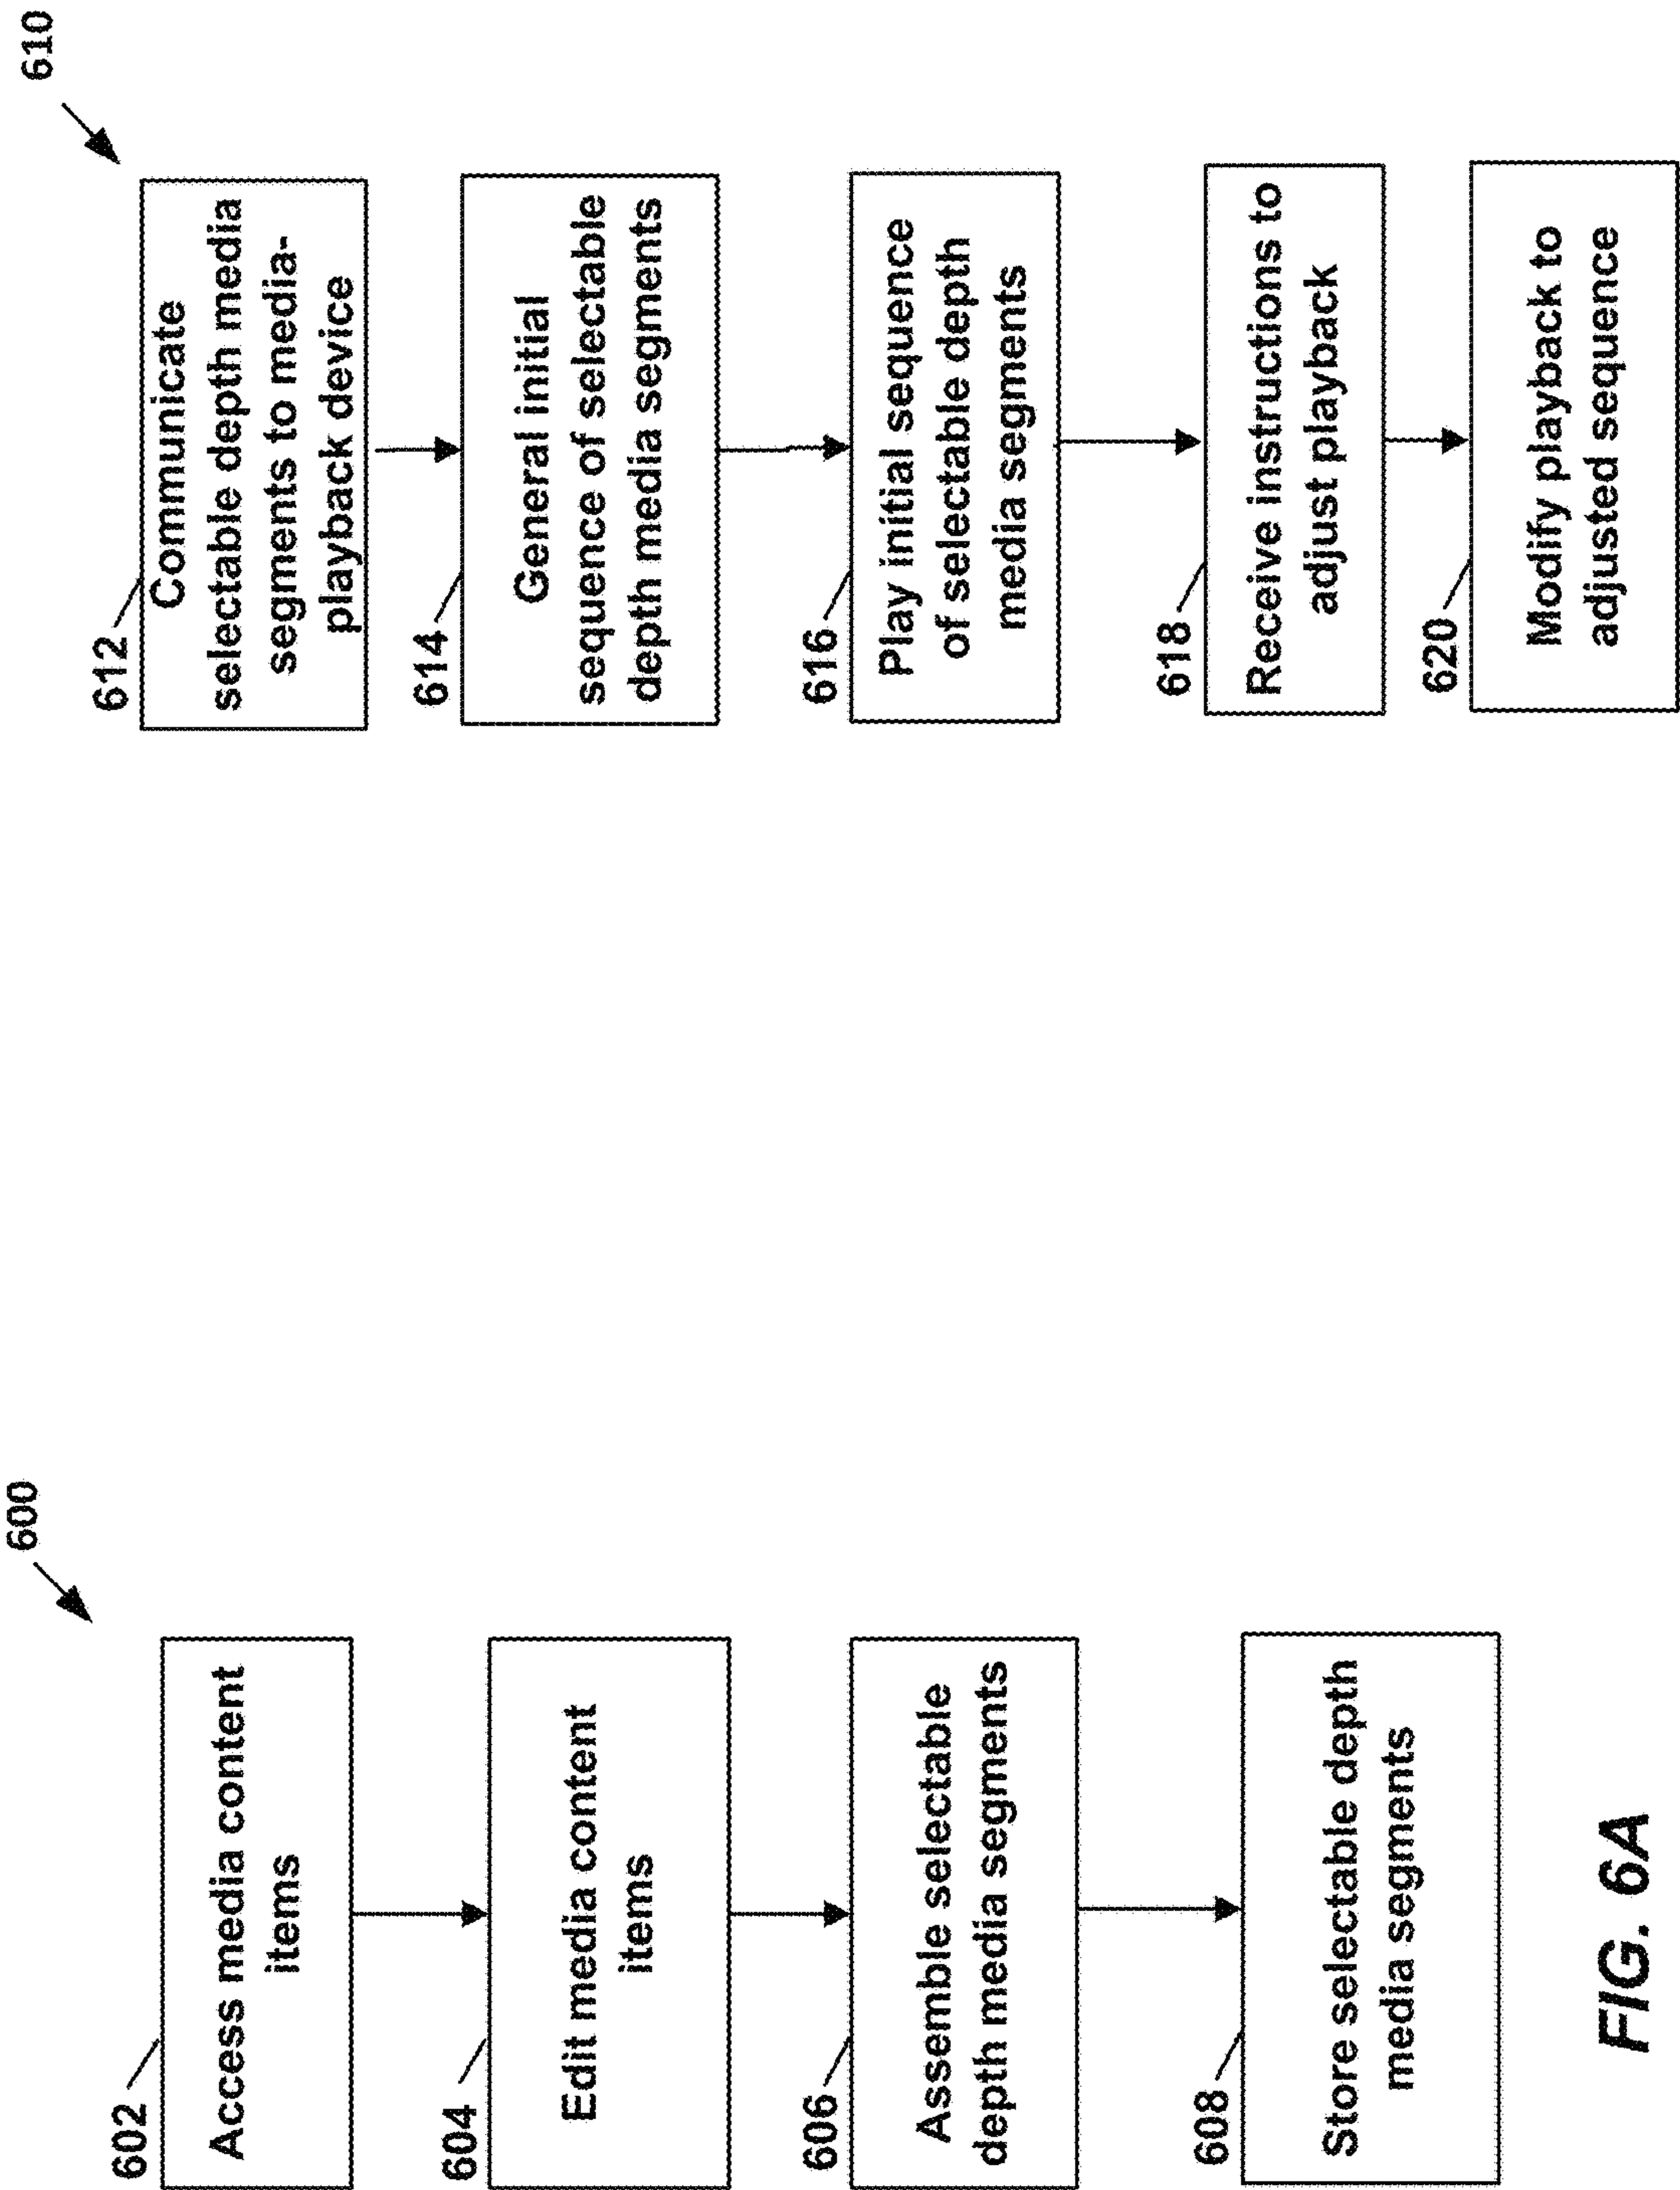 600
602
Access media content
items
604
Edit media content
items
606
Assemble selectable
depth media segments
608
Store selectable depth
media segments
FIG. 6A
610
612
Communicate
selectable depth media
segments to media-
playback device
614
General initial
sequence of selectable
depth media segments
616
Play initial sequence
of selectable depth
media segments
618
Receive instructions to
adjust playback
620
Modify playback to
adjusted sequence